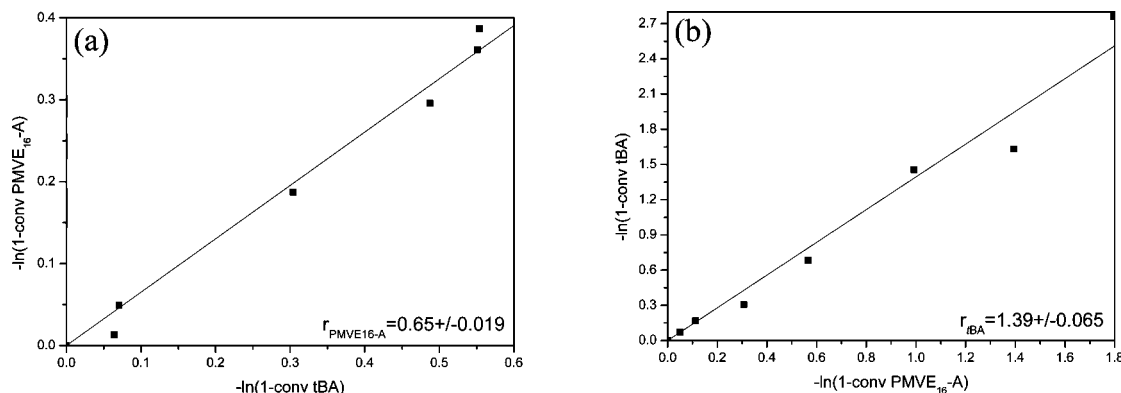 (a)
0.4
0.3
0.2
0.1
0.0
0.0 0.1 0.2 0.3 0.4 0.5 0.6
-ln(1-conv PMVE16-A)
-ln(1-conv tBA)
rPMVE16-A=0.65+/-0.019
(b)
2.7
2.4
2.1
1.8
1.5
1.2
0.9
0.6
0.3
0.0
0.0 0.2 0.4 0.6 0.8 1.0 1.2 1.4 1.6 1.8
-ln(1-conv tBA)
-ln(1-conv PMVE16-A)
rtBA=1.39+/-0.065